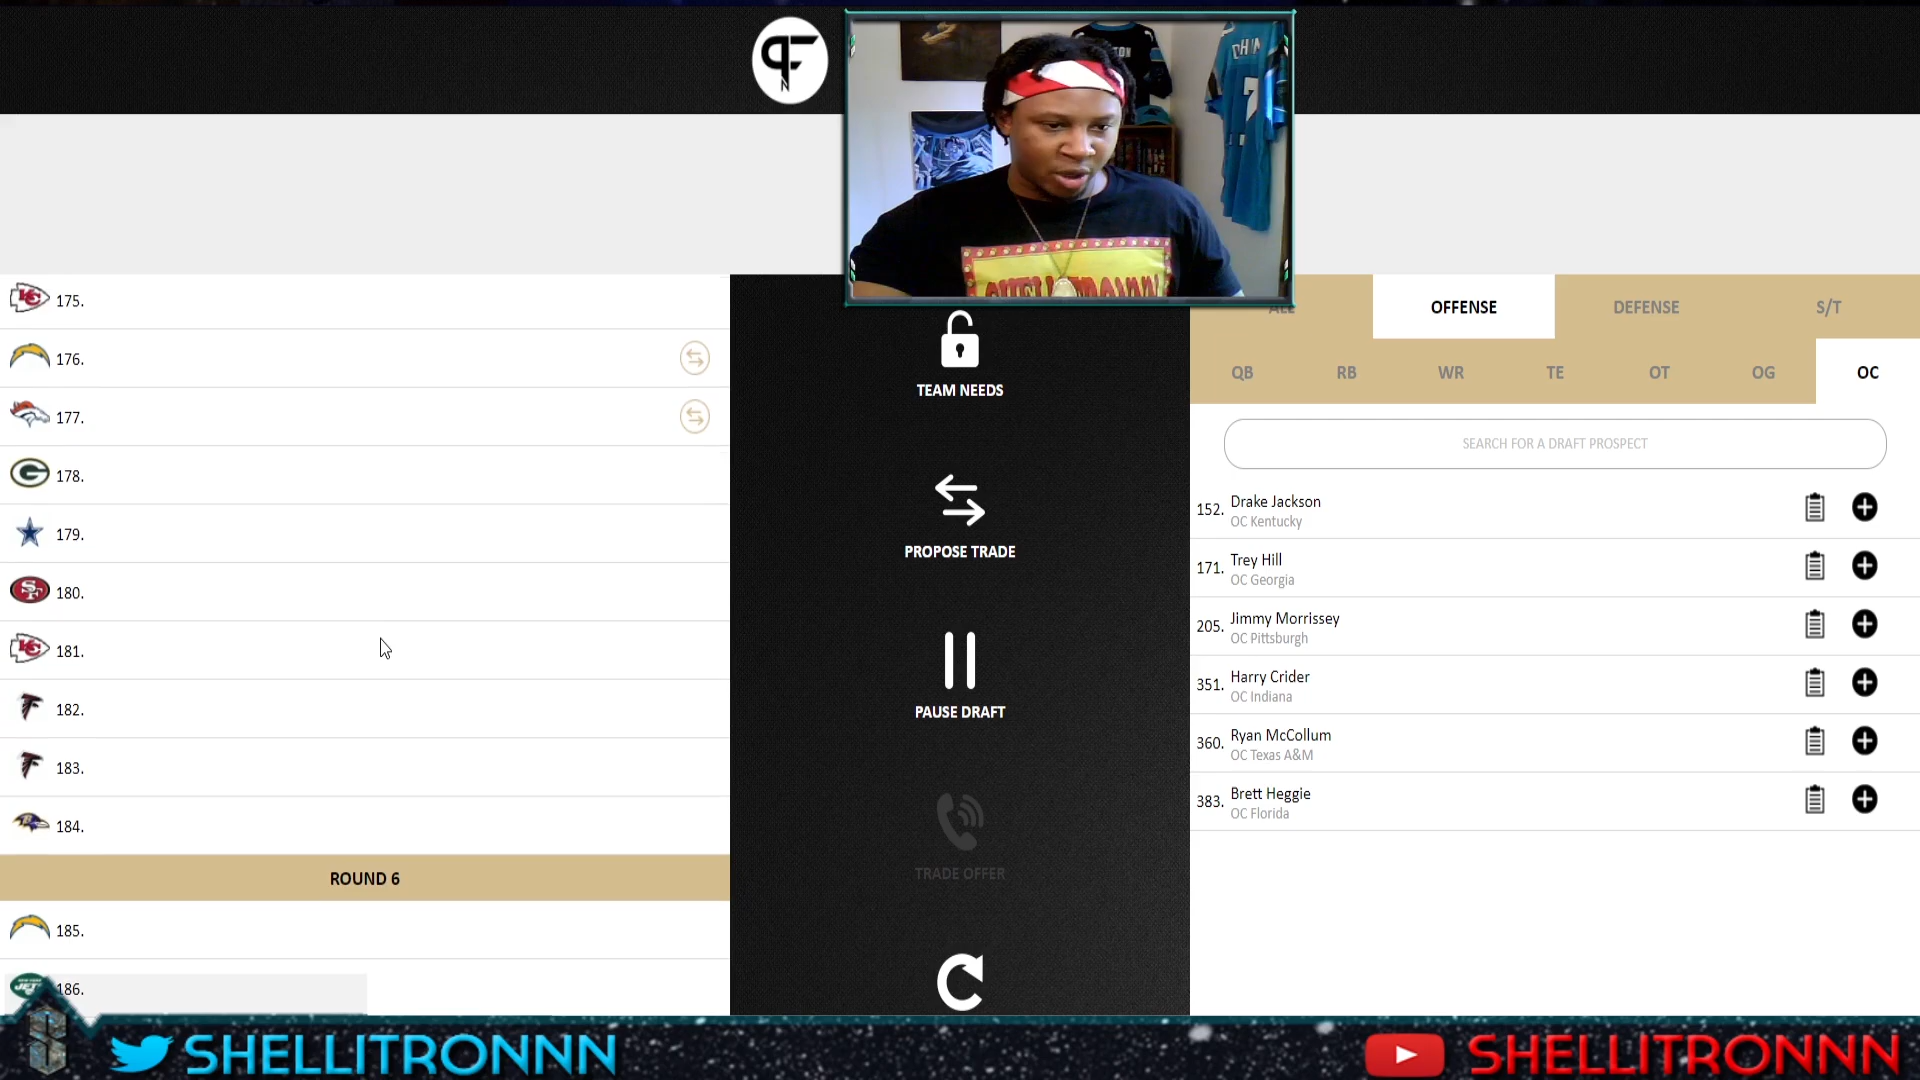 PFN
175.
176.
177.
178.
179.
180.
181.
182.
183.
184.
ROUND 6
185.
186.
TEAM NEEDS
PROPOSE TRADE
PAUSE DRAFT
TRADE OFFER
ALL
OFFENSE
DEFENSE
S/T
QB
RB
WR
TE
OT
OG
OC
SEARCH FOR A DRAFT PROSPECT
152. Drake Jackson
OC Kentucky
171. Trey Hill
OC Georgia
205. Jimmy Morrissey
OC Pittsburgh
351. Harry Crider
OC Indiana
360. Ryan McCollum
OC Texas A&M
383. Brett Heggie
OC Florida
SHELLITRONNN
SHELLITRONNN